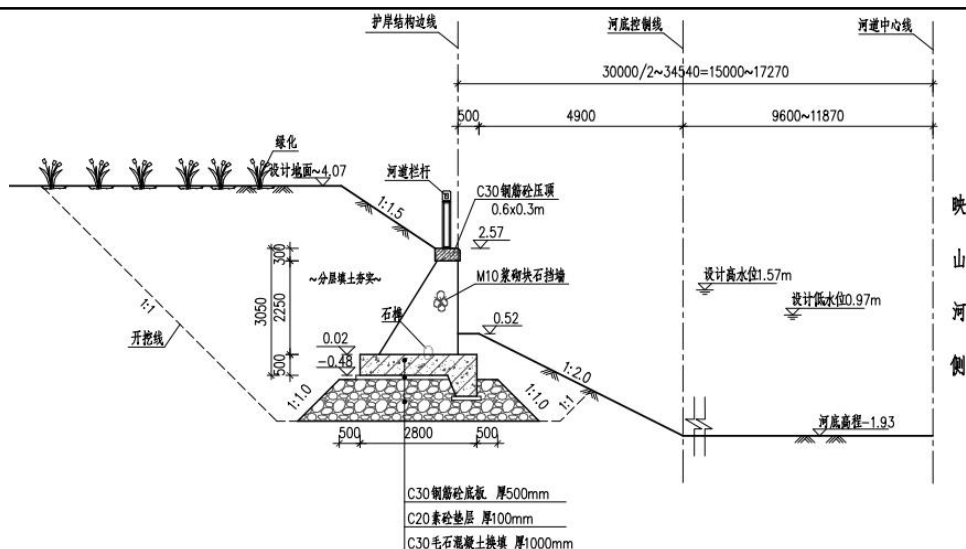 护岸结构边线
河底控制线
河道中心线
30000/2~34540=15000~17270
500
4900
9600~11870
绿化
设计地面~4.07
河道栏杆
C30钢筋砼压顶
0.6x0.3m
1:1.5
2.57
映山河侧
~分层填土夯实~
M10浆砌块石挡墙
设计高水位1.57m
设计低水位0.97m
300
2250
3050
500
1:1
开挖线
石榫
0.02
-0.48
0.52
1:2.0
1:1.0
1:1.0
1:1
河底高程-1.93
500
2800
500
C30钢筋砼底板 厚500mm
C20素砼垫层 厚100mm
C30毛石混凝土换填 厚1000mm